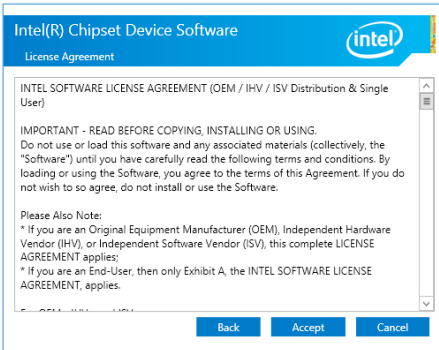 Intel(R) Chipset Device Software
intel
License Agreement
INTEL SOFTWARE LICENSE AGREEMENT (OEM / IHV / ISV Distribution & Single
User)
IMPORTANT - READ BEFORE COPYING, INSTALLING OR USING.
Do not use or load this software and any associated materials (collectively, the
"Software") until you have carefully read the following terms and conditions. By
loading or using the Software, you agree to the terms of this Agreement. If you do
not wish to so agree, do not install or use the Software.
Please Also Note:
* If you are an Original Equipment Manufacturer (OEM), Independent Hardware
Vendor (IHV), or Independent Software Vendor (ISV), this complete LICENSE
AGREEMENT applies;
* If you are an End-User, then only Exhibit A, the INTEL SOFTWARE LICENSE
AGREEMENT, applies.
Back
Accept
Cancel